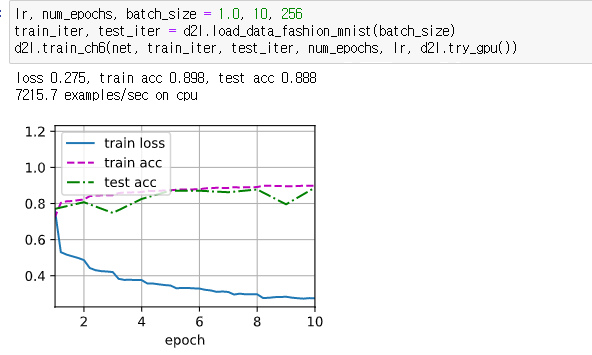 :
lr, num_epochs, batch_size = 1.0, 10, 256
train_iter, test_iter = d2l.load_data_fashion_mnist(batch_size)
d2l.train_ch6(net, train_iter, test_iter, num_epochs, lr, d2l.try_gpu())
loss 0.275, train acc 0.898, test acc 0.888
7215.7 examples/sec on cpu
1.2
train loss
1.0
train acc
test acc
0.8
0.6
0.4
2 4 6 8 10
epoch